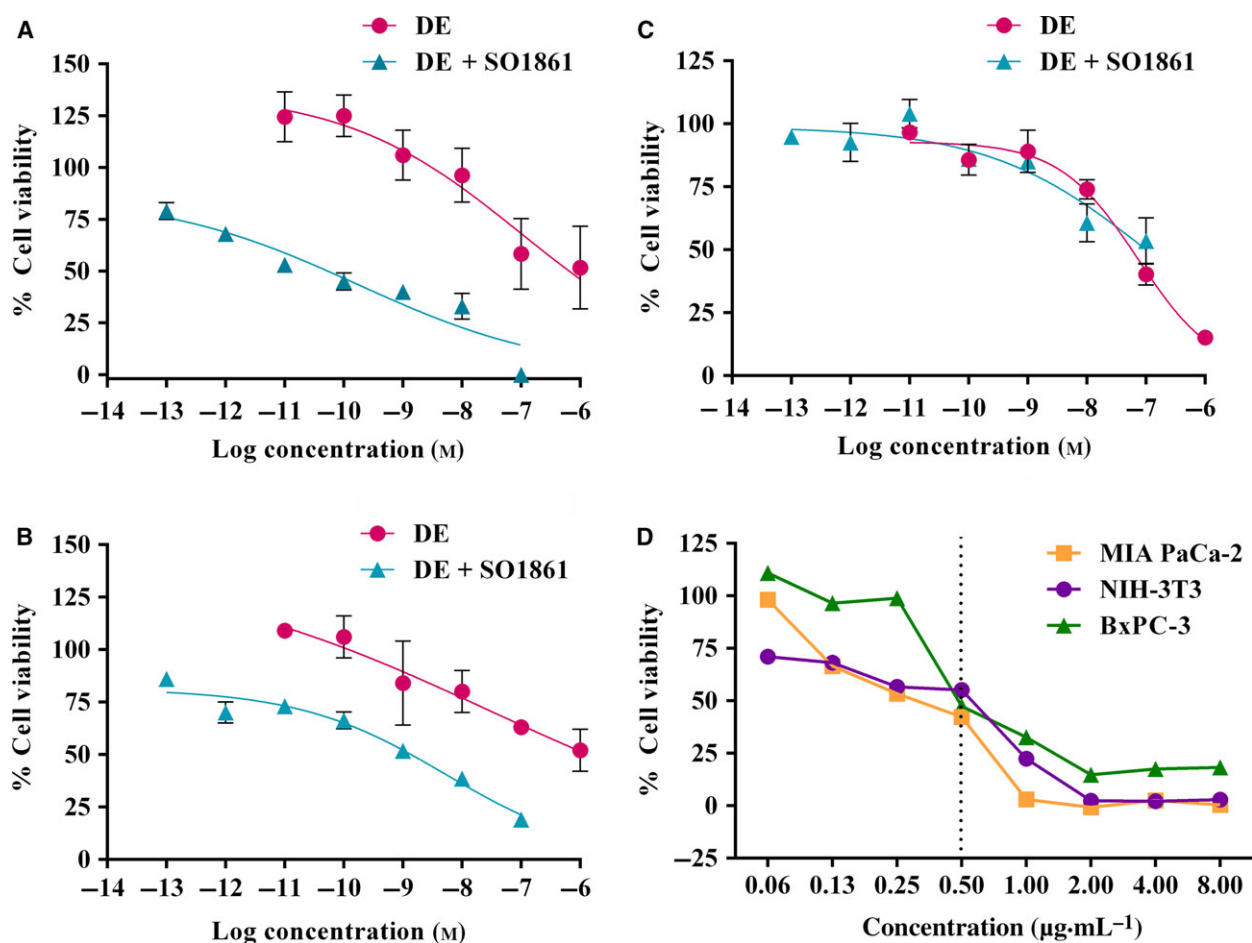 A
DE
DE + SO1861
150
125
100
75
50
25
0
% Cell viability
–14 –13 –12 –11 –10 –9 –8 –7 –6
Log concentration (M)
C
DE
DE + SO1861
125
100
75
50
25
0
% Cell viability
–14 –13 –12 –11 –10 –9 –8 –7 –6
Log concentration (M)
B
DE
DE + SO1861
150
125
100
75
50
25
0
% Cell viability
–14 –13 –12 –11 –10 –9 –8 –7 –6
Log concentration (M)
D
MIA PaCa-2
NIH-3T3
BxPC-3
125
100
75
50
25
0
–25
% Cell viability
0.06 0.13 0.25 0.50 1.00 2.00 4.00 8.00
Concentration (µg·mL⁻¹)